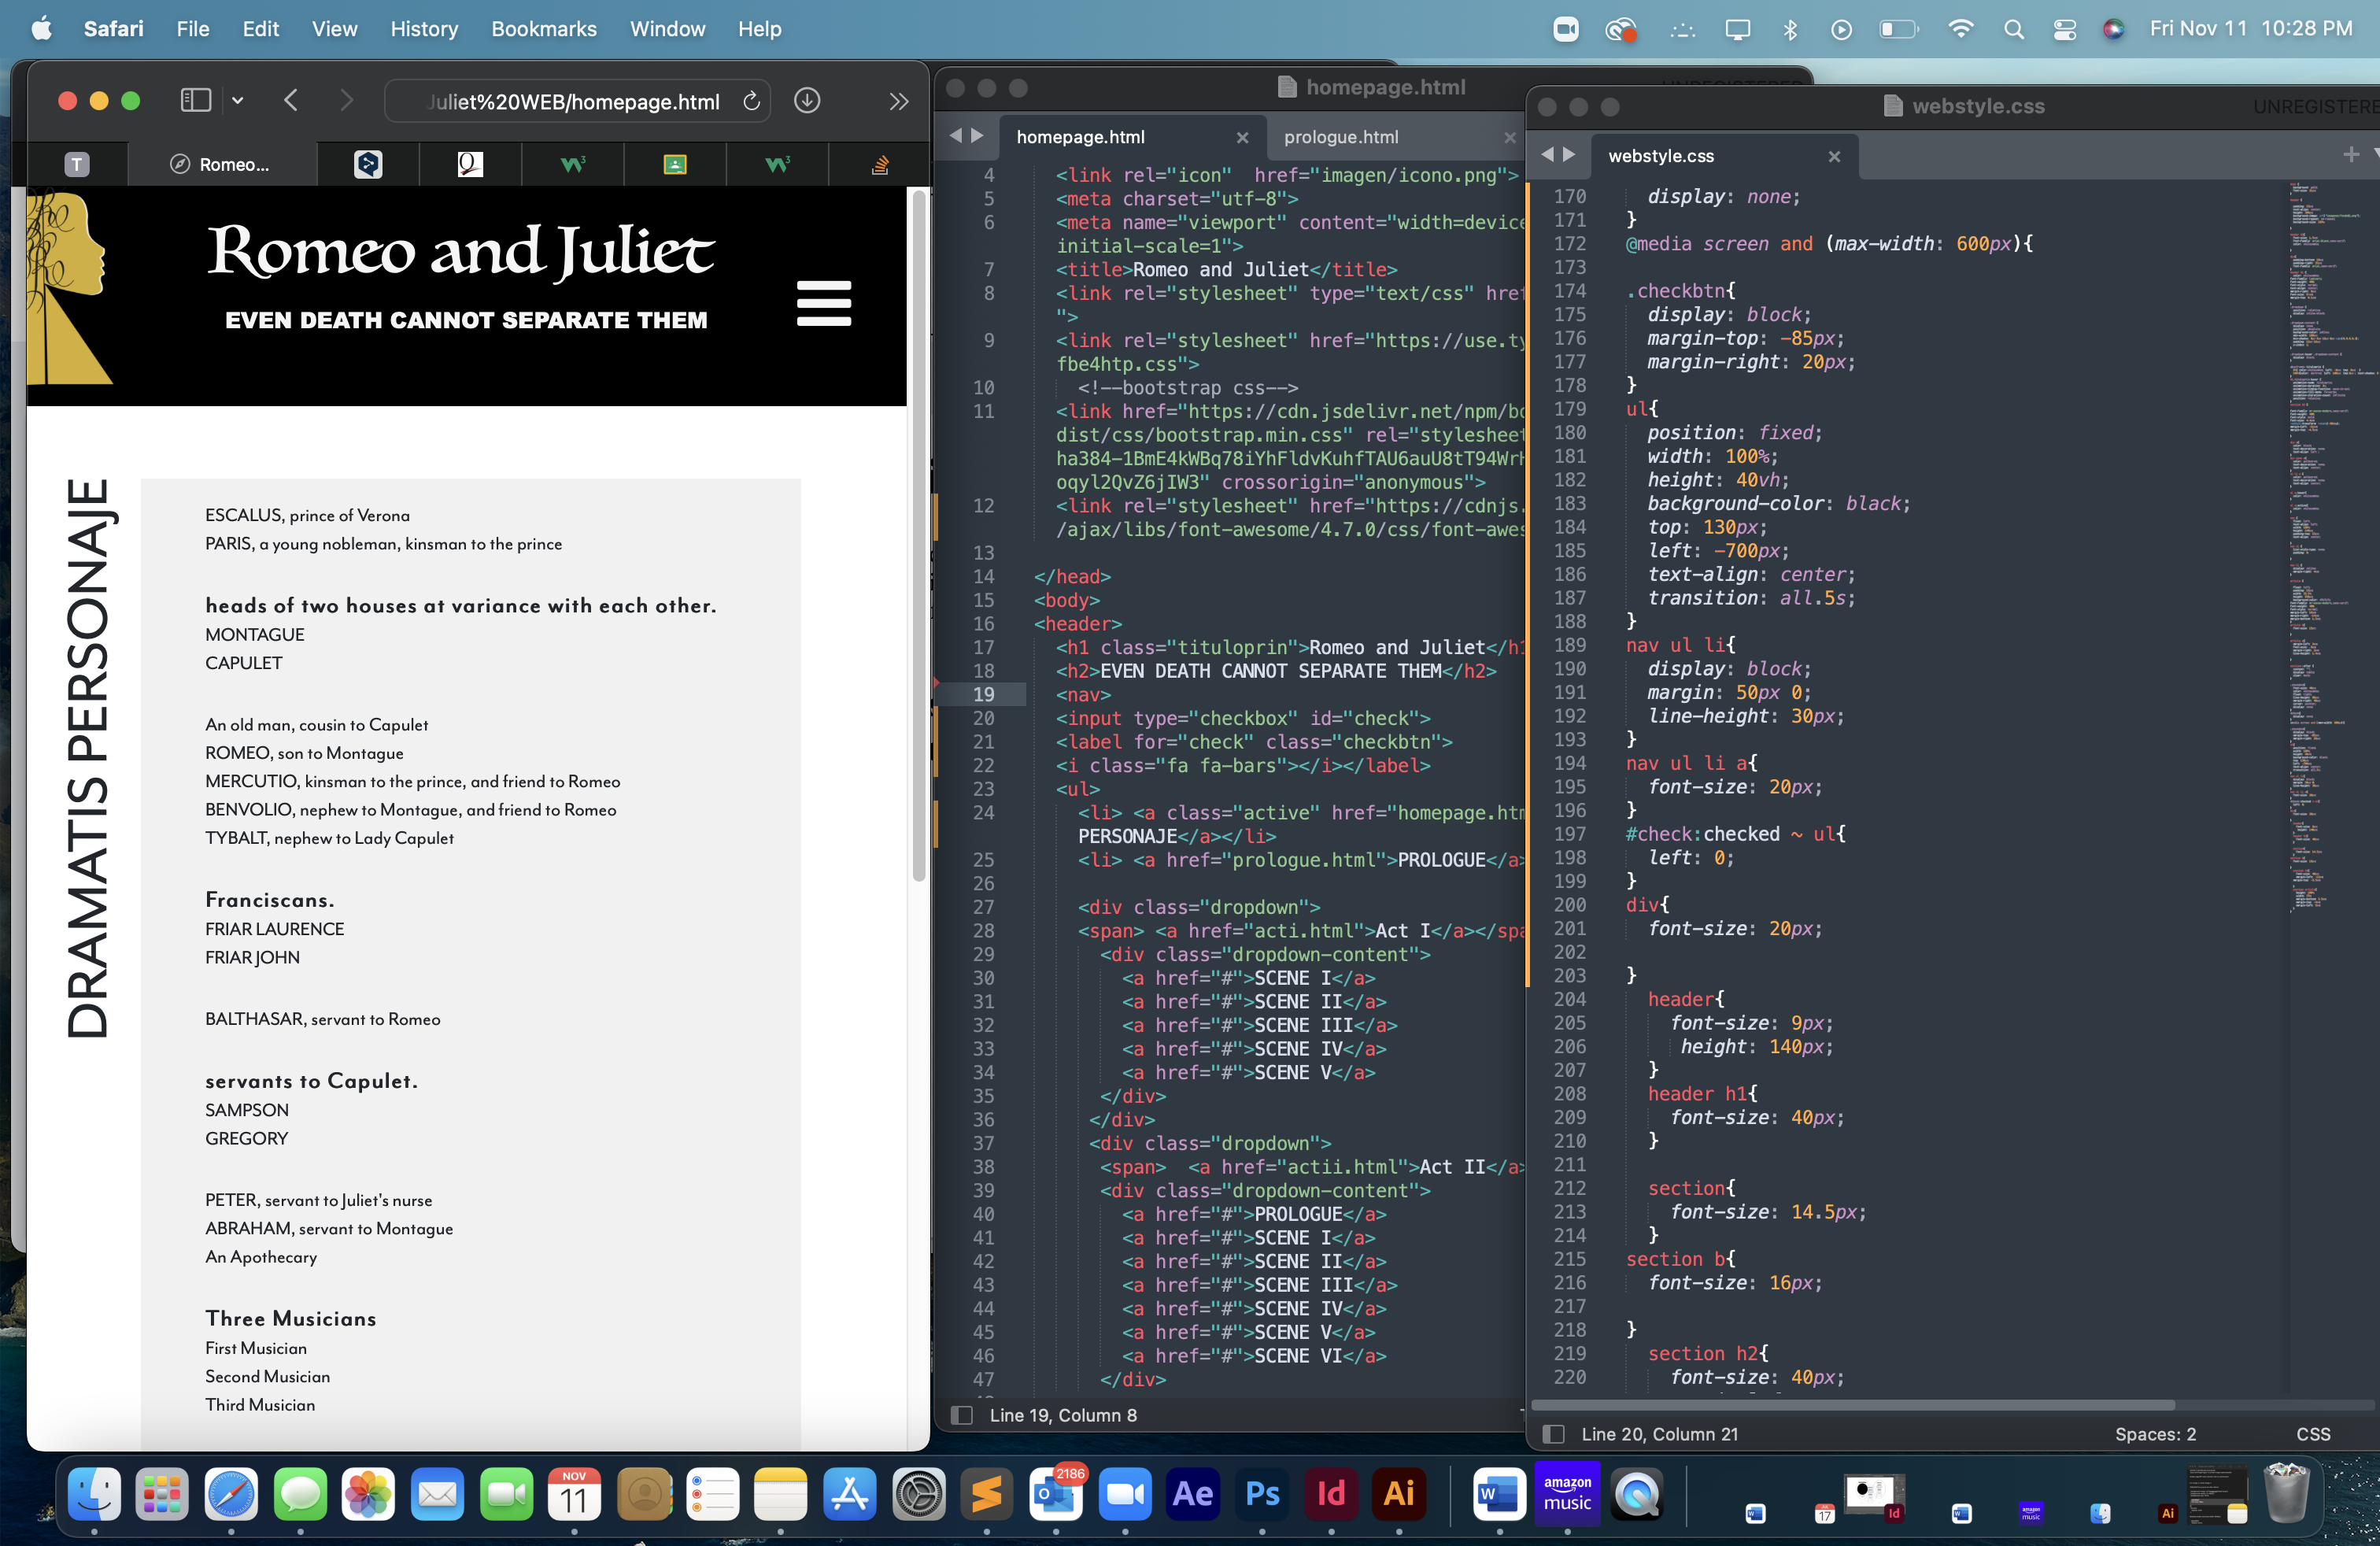 Safari File Edit View History Bookmarks Window Help
Fri Nov 11 10:28 PM
Juliet%20WEB/homepage.html
T
Romeo...
Romeo and Juliet
EVEN DEATH CANNOT SEPARATE THEM
DRAMATIS PERSONAJE
ESCALUS, prince of Verona
PARIS, a young nobleman, kinsman to the prince
heads of two houses at variance with each other.
MONTAGUE
CAPULET
An old man, cousin to Capulet
ROMEO, son to Montague
MERCUTIO, kinsman to the prince, and friend to Romeo
BENVOLIO, nephew to Montague, and friend to Romeo
TYBALT, nephew to Lady Capulet
Franciscans.
FRIAR LAURENCE
FRIAR JOHN
BALTHASAR, servant to Romeo
servants to Capulet.
SAMPSON
GREGORY
PETER, servant to Juliet's nurse
ABRAHAM, servant to Montague
An Apothecary
Three Musicians
First Musician
Second Musician
Third Musician
homepage.html
UNREGISTERED
homepage.html
prologue.html
4 <link rel="icon" href="imagen/icono.png">
5 <meta charset="utf-8">
6 <meta name="viewport" content="width=device
initial-scale=1">
7 <title>Romeo and Juliet</title>
8 <link rel="stylesheet" type="text/css" href
">
9 <link rel="stylesheet" href="https://use.ty
fbe4htp.css">
10 <!--bootstrap css-->
11 <link href="https://cdn.jsdelivr.net/npm/bo
dist/css/bootstrap.min.css" rel="stylesheet
ha384-1BmE4kWBq78iYhFldvKuhfTAU6auU8tT94WrH
oqyl2QvZ6jIW3" crossorigin="anonymous">
12 <link rel="stylesheet" href="https://cdnjs.
/ajax/libs/font-awesome/4.7.0/css/font-awes
13
14 </head>
15 <body>
16 <header>
17 <h1 class="tituloprin">Romeo and Juliet</h1
18 <h2>EVEN DEATH CANNOT SEPARATE THEM</h2>
19 <nav>
20 <input type="checkbox" id="check">
21 <label for="check" class="checkbtn">
22 <i class="fa fa-bars"></i></label>
23 <ul>
24 <li> <a class="active" href="homepage.htm
PERSONAJE</a></li>
25 <li> <a href="prologue.html">PROLOGUE</a>
26
27 <div class="dropdown">
28 <span> <a href="acti.html">Act I</a></spa
29 <div class="dropdown-content">
30 <a href="#">SCENE I</a>
31 <a href="#">SCENE II</a>
32 <a href="#">SCENE III</a>
33 <a href="#">SCENE IV</a>
34 <a href="#">SCENE V</a>
35 </div>
36 </div>
37 <div class="dropdown">
38 <span> <a href="actii.html">Act II</a>
39 <div class="dropdown-content">
40 <a href="#">PROLOGUE</a>
41 <a href="#">SCENE I</a>
42 <a href="#">SCENE II</a>
43 <a href="#">SCENE III</a>
44 <a href="#">SCENE IV</a>
45 <a href="#">SCENE V</a>
46 <a href="#">SCENE VI</a>
47 </div>
Line 19, Column 8
webstyle.css
UNREGISTERE
webstyle.css
170 display: none;
171 }
172 @media screen and (max-width: 600px){
173
174 .checkbtn{
175 display: block;
176 margin-top: -85px;
177 margin-right: 20px;
178 }
179 ul{
180 position: fixed;
181 width: 100%;
182 height: 40vh;
183 background-color: black;
184 top: 130px;
185 left: -700px;
186 text-align: center;
187 transition: all.5s;
188 }
189 nav ul li{
190 display: block;
191 margin: 50px 0;
192 line-height: 30px;
193 }
194 nav ul li a{
195 font-size: 20px;
196 }
197 #check:checked ~ ul{
198 left: 0;
199 }
200 div{
201 font-size: 20px;
202
203 }
204 header{
205 font-size: 9px;
206 height: 140px;
207 }
208 header h1{
209 font-size: 40px;
210 }
211
212 section{
213 font-size: 14.5px;
214 }
215 section b{
216 font-size: 16px;
217
218 }
219 section h2{
220 font-size: 40px;
Line 20, Column 21
Spaces: 2
CSS
NOV
11
2186
Ae
Ps
Id
Ai
W
amazon
music
17
Id
Ai